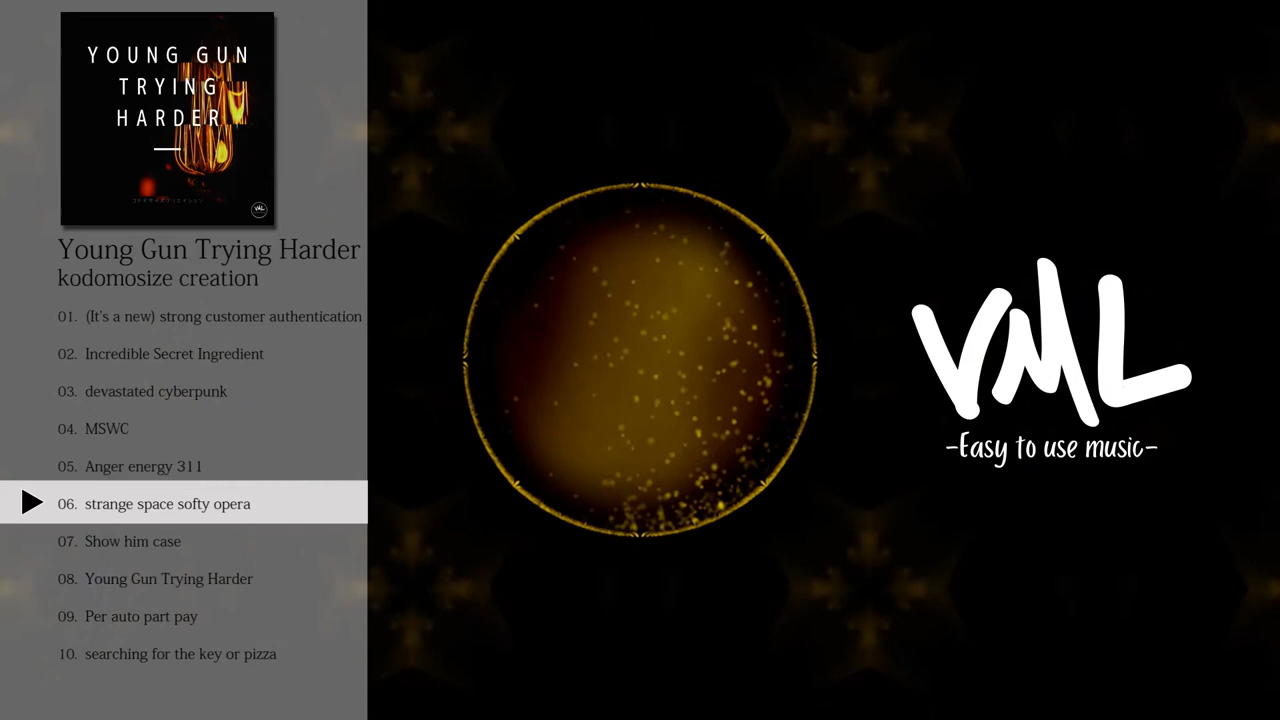 YOUNG GUN
TRYING
HARDER
VML
Young Gun Trying Harder
kodomosize creation
01. (It's a new) strong customer authentication
02. Incredible Secret Ingredient
03. devastated cyberpunk
04. MSWC
05. Anger energy 311
06. strange space softy opera
07. Show him case
08. Young Gun Trying Harder
09. Per auto part pay
10. searching for the key or pizza
VML
-Easy to use music-